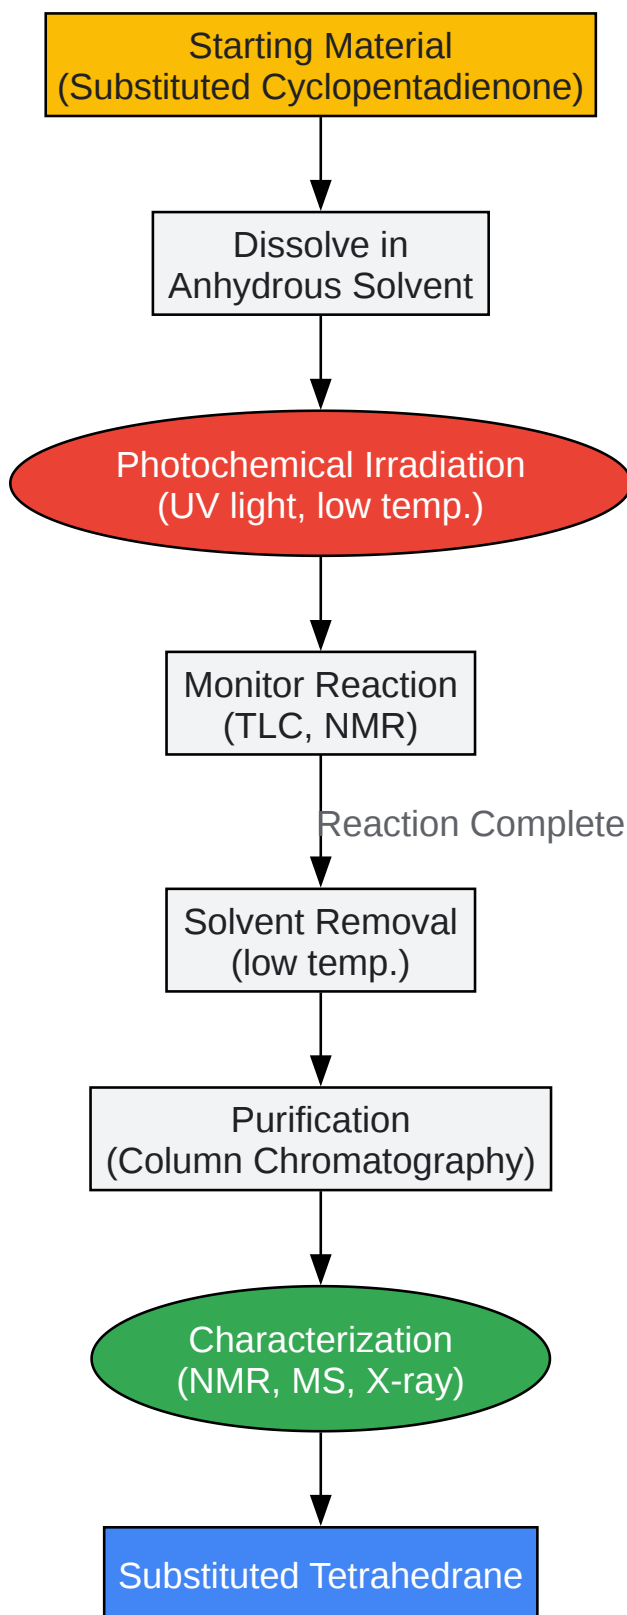 Starting Material
(Substituted Cyclopentadienone)
Dissolve in
Anhydrous Solvent
Photochemical Irradiation
(UV light, low temp.)
Monitor Reaction
(TLC, NMR)
Reaction Complete
Solvent Removal
(low temp.)
Purification
(Column Chromatography)
Characterization
(NMR, MS, X-ray)
Substituted Tetrahedrane